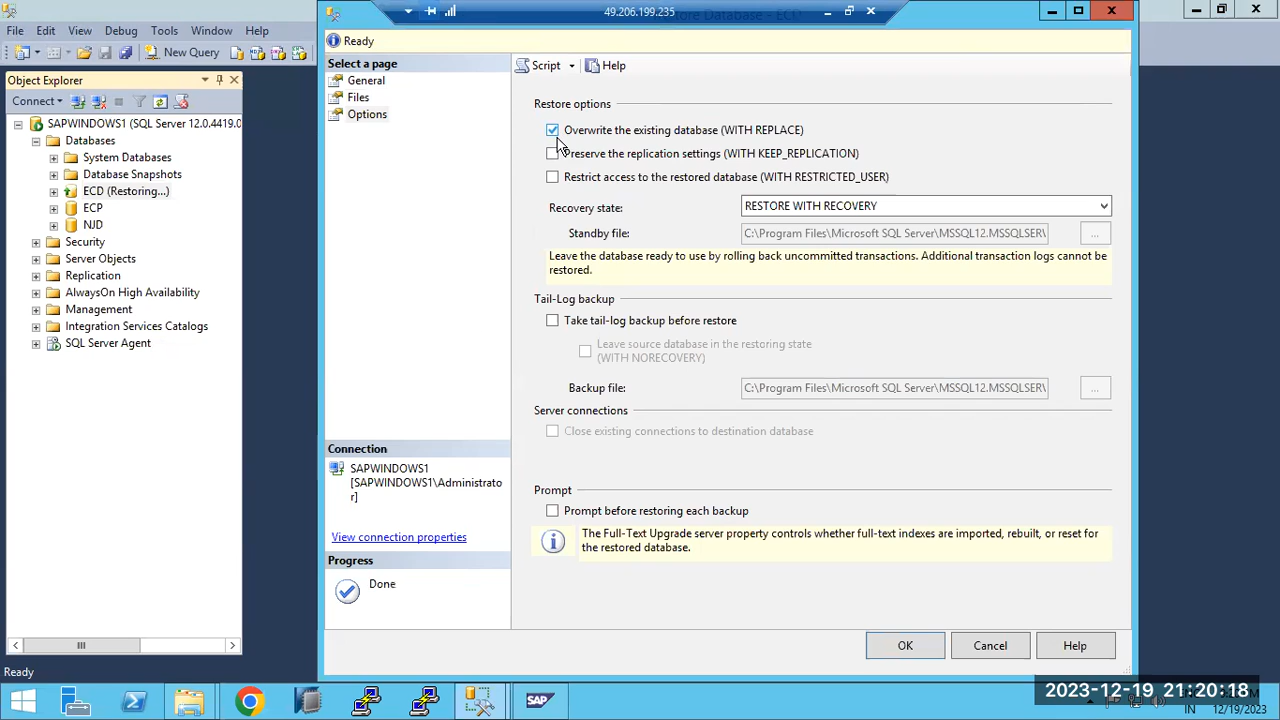 49.206.199.235
File Edit View Debug Tools Window Help
New Query
Object Explorer
Connect
SAPWINDOWS1 (SQL Server 12.0.4419.0
Databases
System Databases
Database Snapshots
ECD (Restoring...)
ECP
NJD
Security
Server Objects
Replication
AlwaysOn High Availability
Management
Integration Services Catalogs
SQL Server Agent
Ready
Ready
Select a page
General
Files
Options
Connection
SAPWINDOWS1
[SAPWINDOWS1\Administrato
r]
View connection properties
Progress
Done
Script Help
Restore options
Overwrite the existing database (WITH REPLACE)
Preserve the replication settings (WITH KEEP_REPLICATION)
Restrict access to the restored database (WITH RESTRICTED_USER)
Recovery state: RESTORE WITH RECOVERY
Standby file: C:\Program Files\Microsoft SQL Server\MSSQL12.MSSQLSER\ ...
Leave the database ready to use by rolling back uncommitted transactions. Additional transaction logs cannot be
restored.
Tail-Log backup
Take tail-log backup before restore
Leave source database in the restoring state
(WITH NORECOVERY)
Backup file: C:\Program Files\Microsoft SQL Server\MSSQL12.MSSQLSER\ ...
Server connections
Close existing connections to destination database
Prompt
Prompt before restoring each backup
The Full-Text Upgrade server property controls whether full-text indexes are imported, rebuilt, or reset for
the restored database.
OK Cancel Help
SAP
2023-12-19 21:20:18
IN 12/19/2023